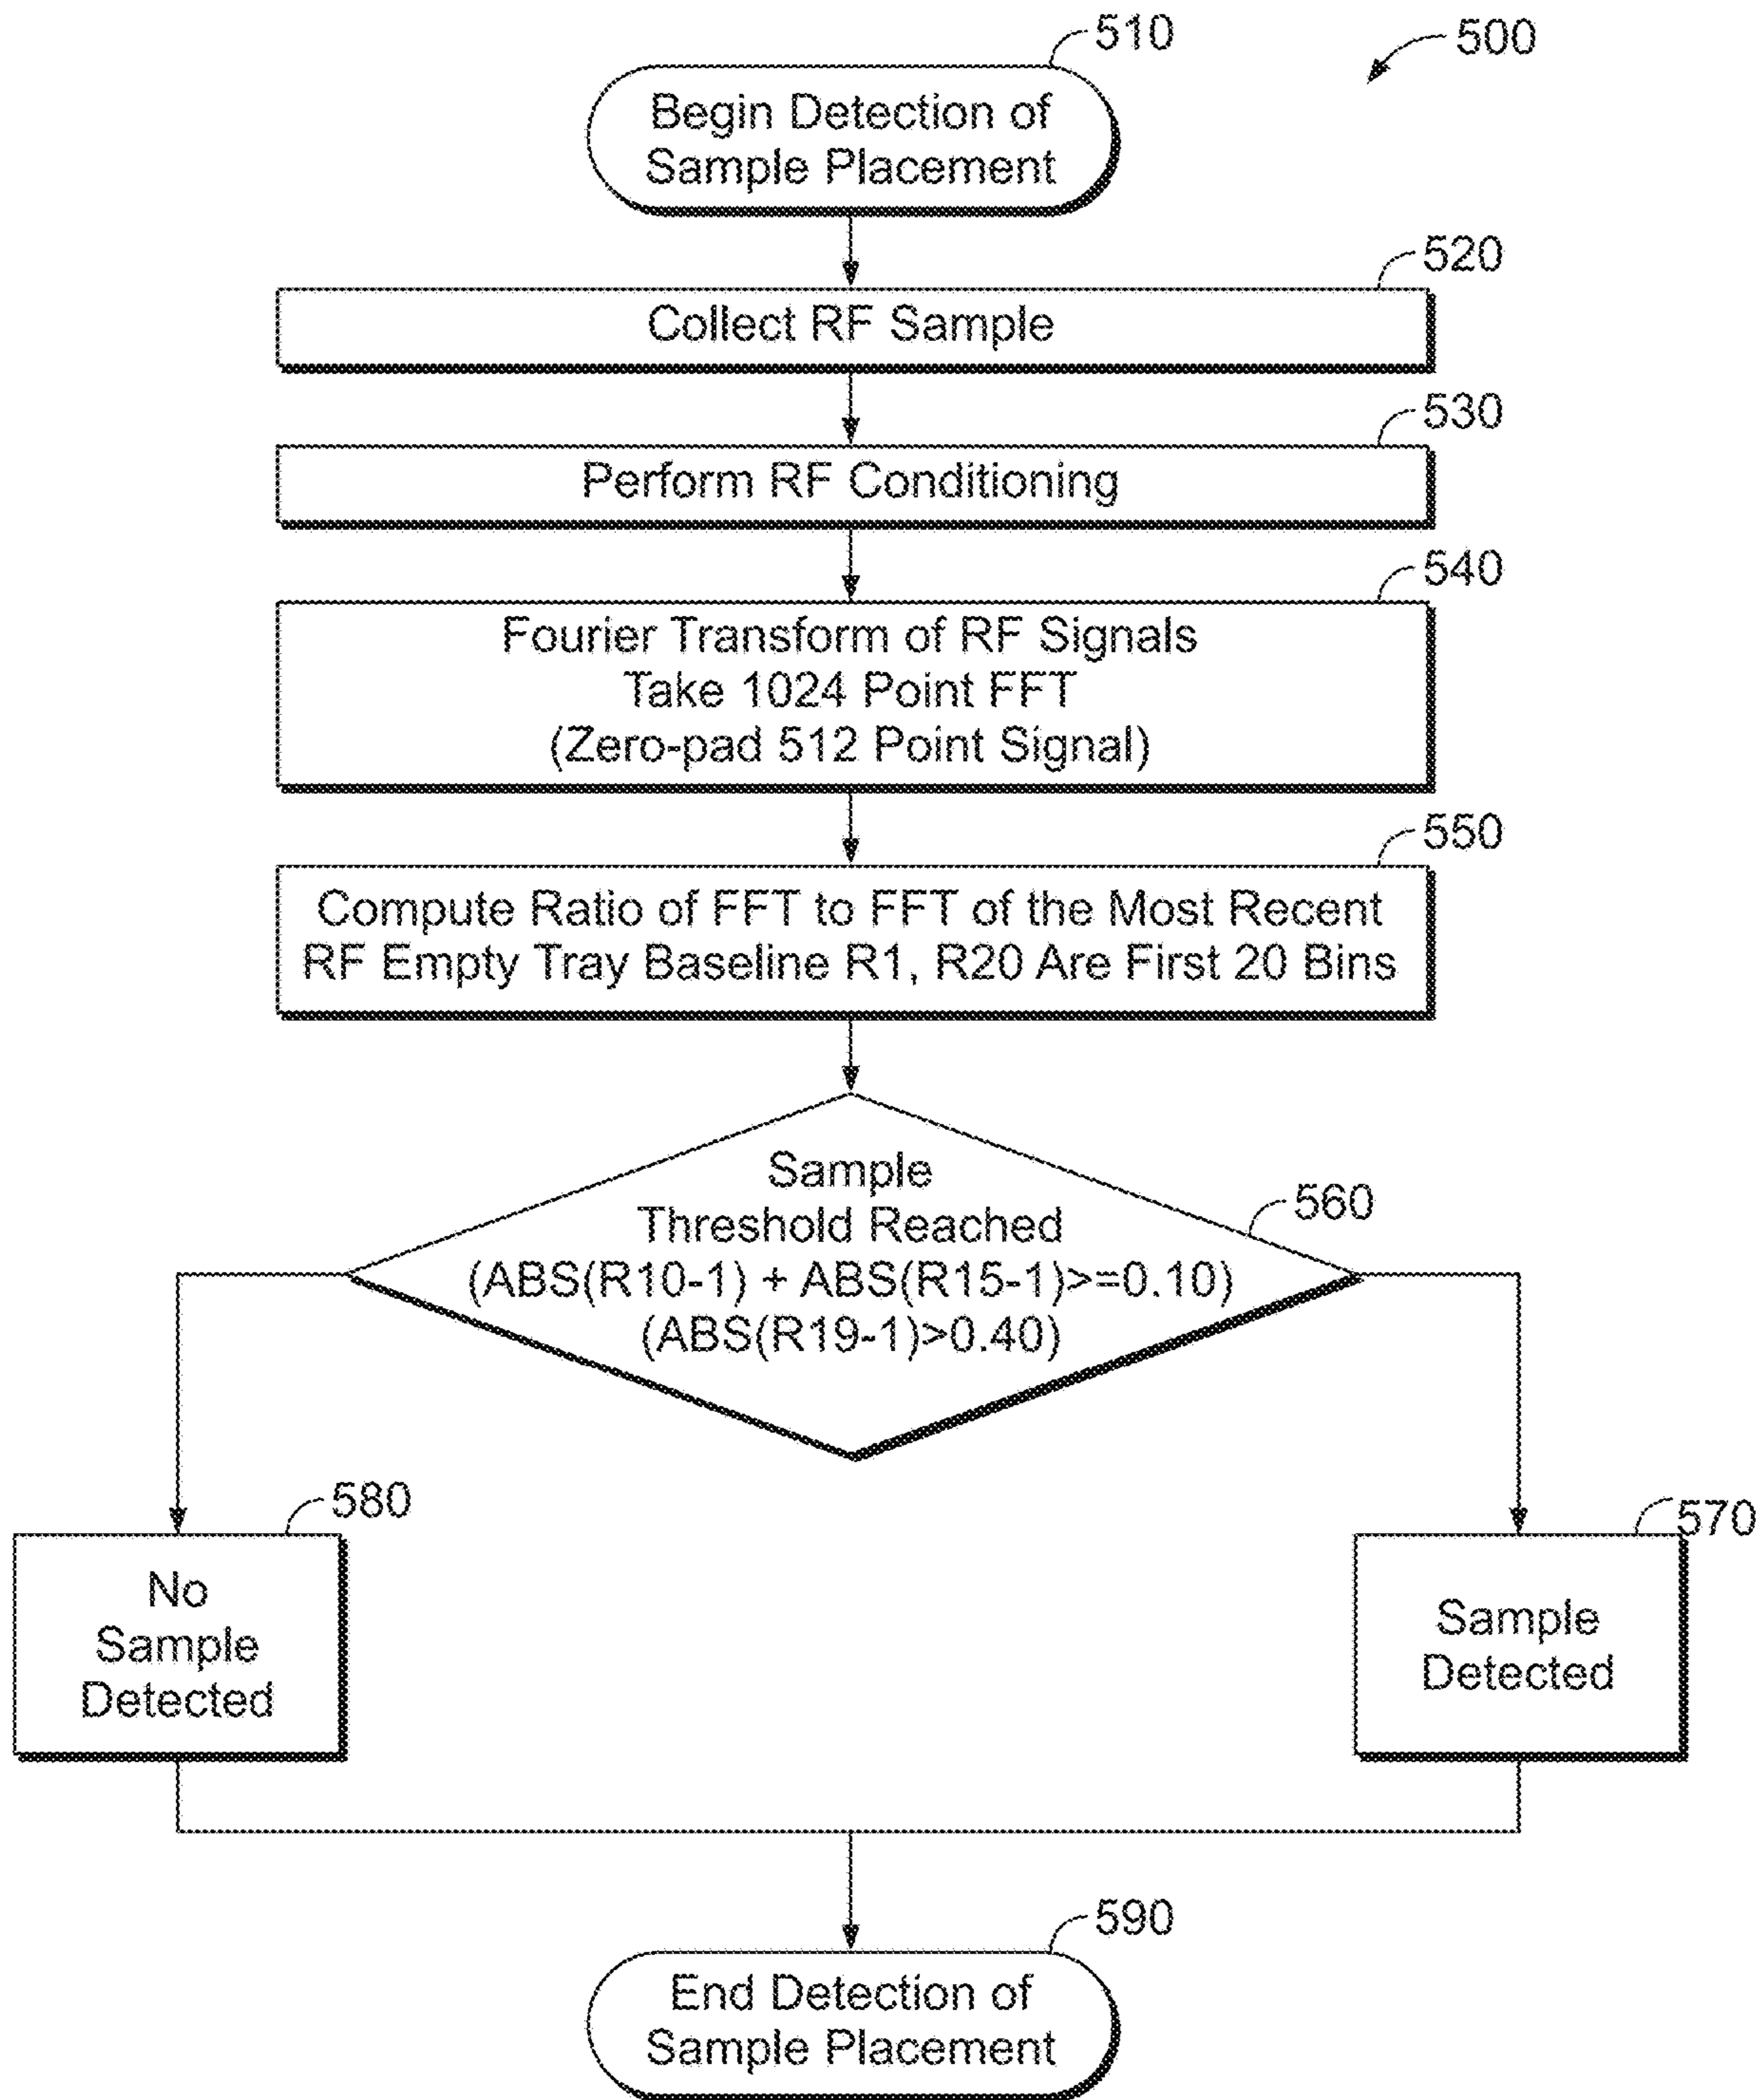 510
500
Begin Detection of
Sample Placement
520
Collect RF Sample
530
Perform RF Conditioning
540
Fourier Transform of RF Signals
Take 1024 Point FFT
(Zero-pad 512 Point Signal)
550
Compute Ratio of FFT to FFT of the Most Recent
RF Empty Tray Baseline R1, R20 Are First 20 Bins
Sample
Threshold Reached
560
(ABS(R10-1) + ABS(R15-1)>=0.10)
(ABS(R19-1)>0.40)
580
No
Sample
Detected
570
Sample
Detected
590
End Detection of
Sample Placement